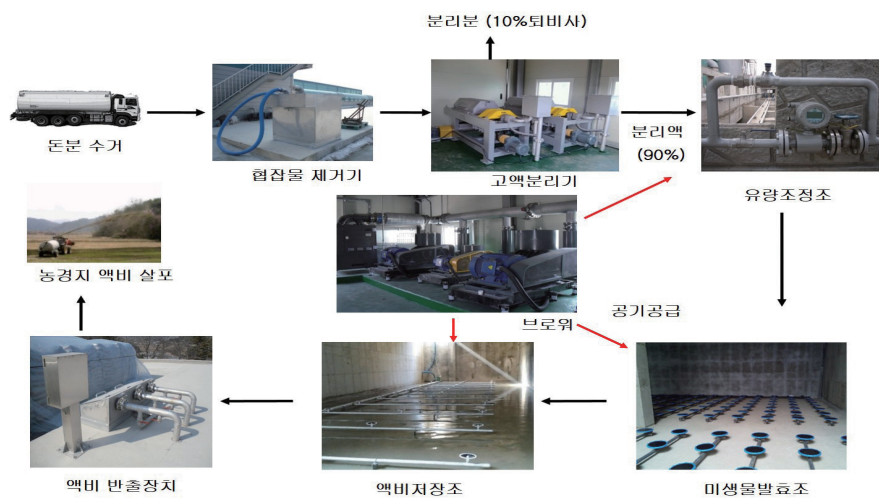 분리분 (10%퇴비사)
돈분 수거
협잡물 제거기
고액분리기
분리액
(90%)
유량조정조
농경지 액비 살포
브로워
공기공급
액비 반출장치
액비저장조
미생물발효조